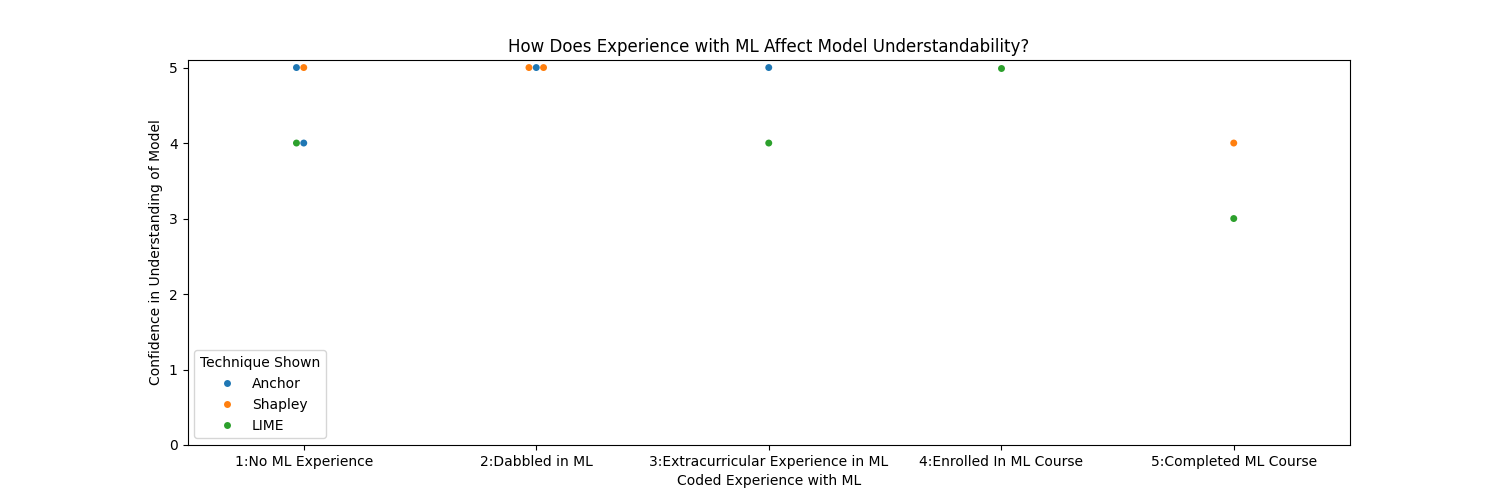 How Does Experience with ML Affect Model Understandability?
Confidence in Understanding of Model
5
4
3
2
1
0
Technique Shown
Anchor
Shapley
LIME
1:No ML Experience
2:Dabbled in ML
3:Extracurricular Experience in ML
4:Enrolled In ML Course
5:Completed ML Course
Coded Experience with ML